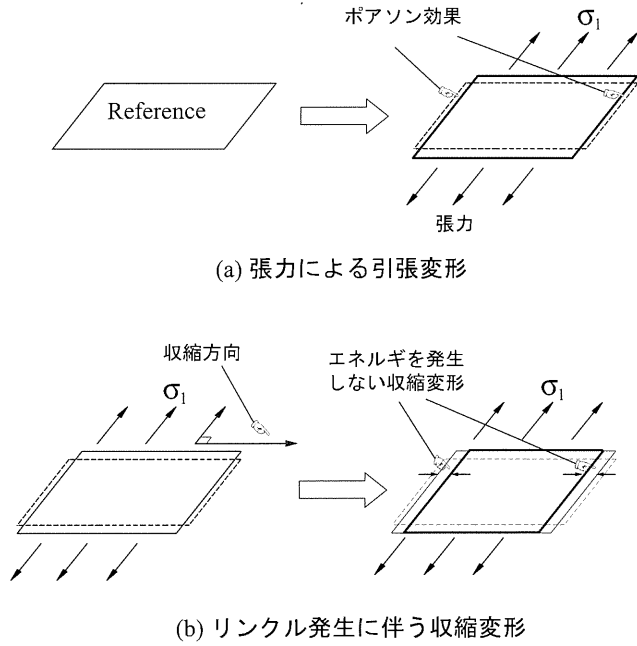 ポアソン効果
σ1
Reference
張力
(a) 張力による引張変形
収縮方向
σ1
エネルギを発生
しない収縮変形
σ1
(b) リンクル発生に伴う収縮変形